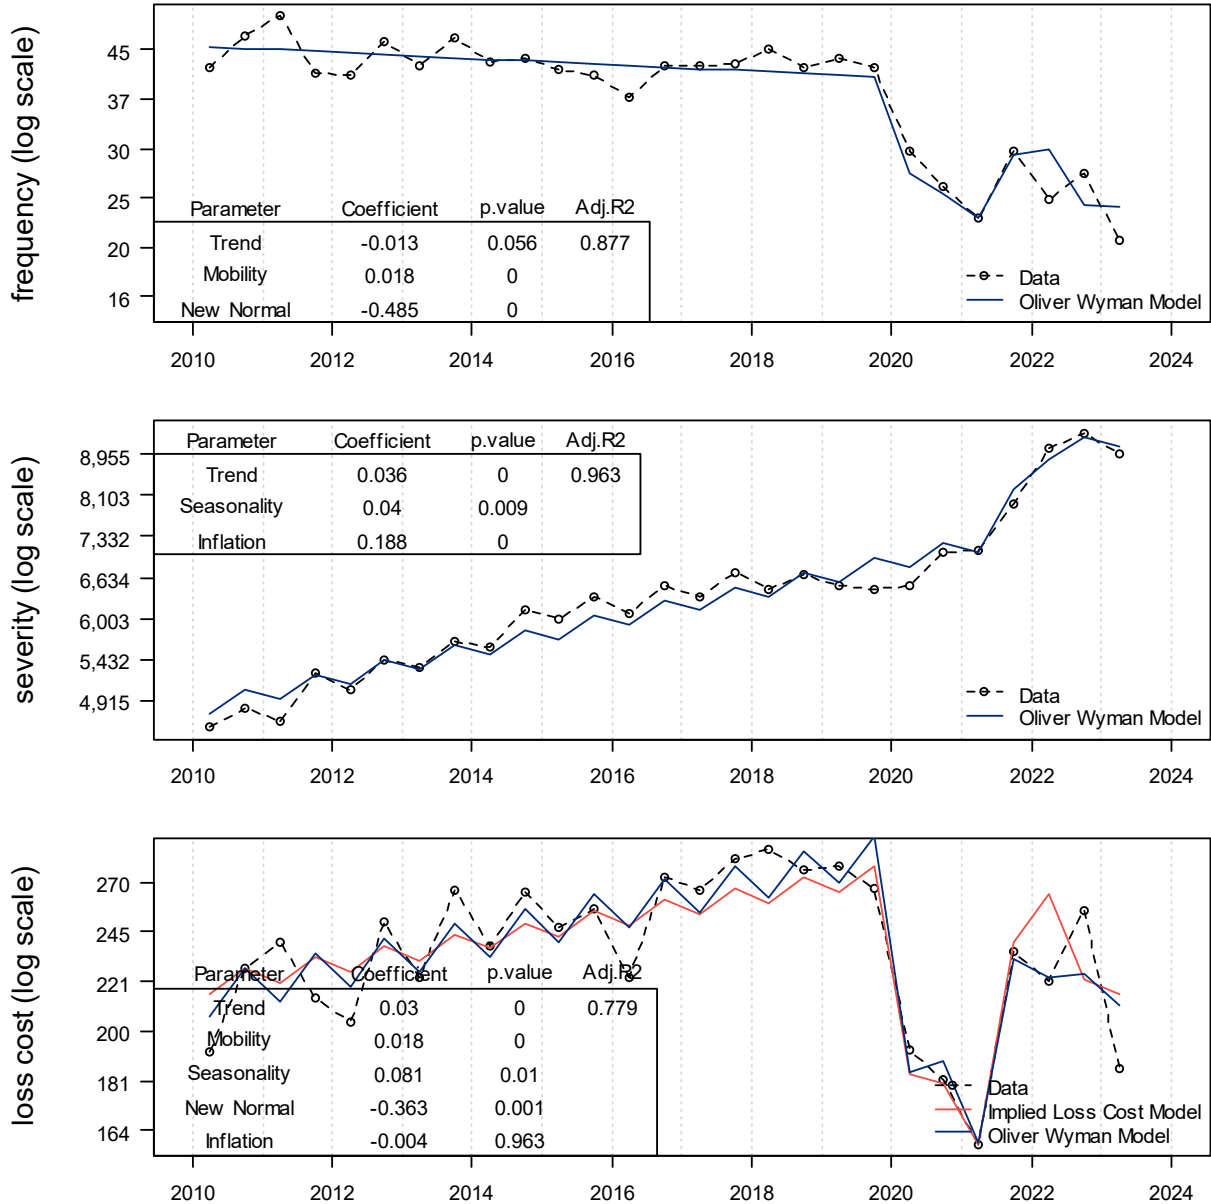 frequency (log scale)
45
37
30
25
20
16
Parameter Coefficient p.value Adj.R2
Trend -0.013 0.056 0.877
Mobility 0.018 0
New Normal -0.485 0
Data
Oliver Wyman Model
2010 2012 2014 2016 2018 2020 2022 2024
severity (log scale)
8,955
8,103
7,332
6,634
6,003
5,432
4,915
Parameter Coefficient p.value Adj.R2
Trend 0.036 0 0.963
Seasonality 0.04 0.009
Inflation 0.188 0
Data
Oliver Wyman Model
2010 2012 2014 2016 2018 2020 2022 2024
loss cost (log scale)
270
245
221
200
181
164
Parameter Coefficient p.value Adj.R2
Trend 0.03 0 0.779
Mobility 0.018 0
Seasonality 0.081 0.01
New Normal -0.363 0.001
Inflation -0.004 0.963
Data
Implied Loss Cost Model
Oliver Wyman Model
2010 2012 2014 2016 2018 2020 2022 2024